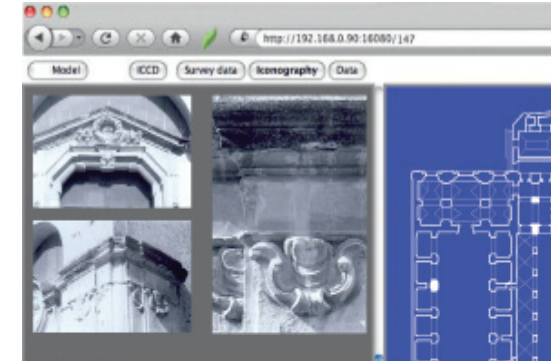 http://192.168.0.90:16080/147
Model ICCD Survey data Iconography Data